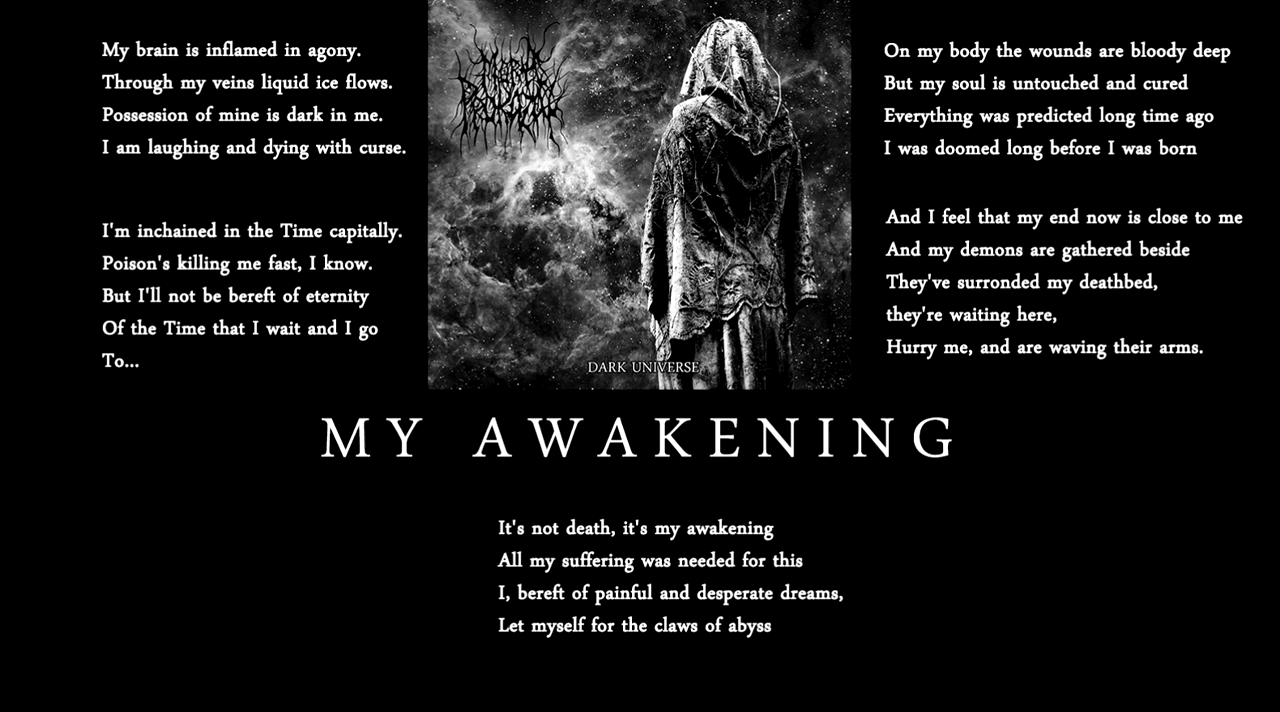 My brain is inflamed in agony.
Through my veins liquid ice flows.
Possession of mine is dark in me.
I am laughing and dying with curse.
I'm inchained in the Time capitally.
Poison's killing me fast, I know.
But I'll not be bereft of eternity
Of the Time that I wait and I go
To...
DARK UNIVERSE
On my body the wounds are bloody deep
But my soul is untouched and cured
Everything was predicted long time ago
I was doomed long before I was born
And I feel that my end now is close to me
And my demons are gathered beside
They've surronded my deathbed,
they're waiting here,
Hurry me, and are waving their arms.
MY AWAKENING
It's not death, it's my awakening
All my suffering was needed for this
I, bereft of painful and desperate dreams,
Let myself for the claws of abyss